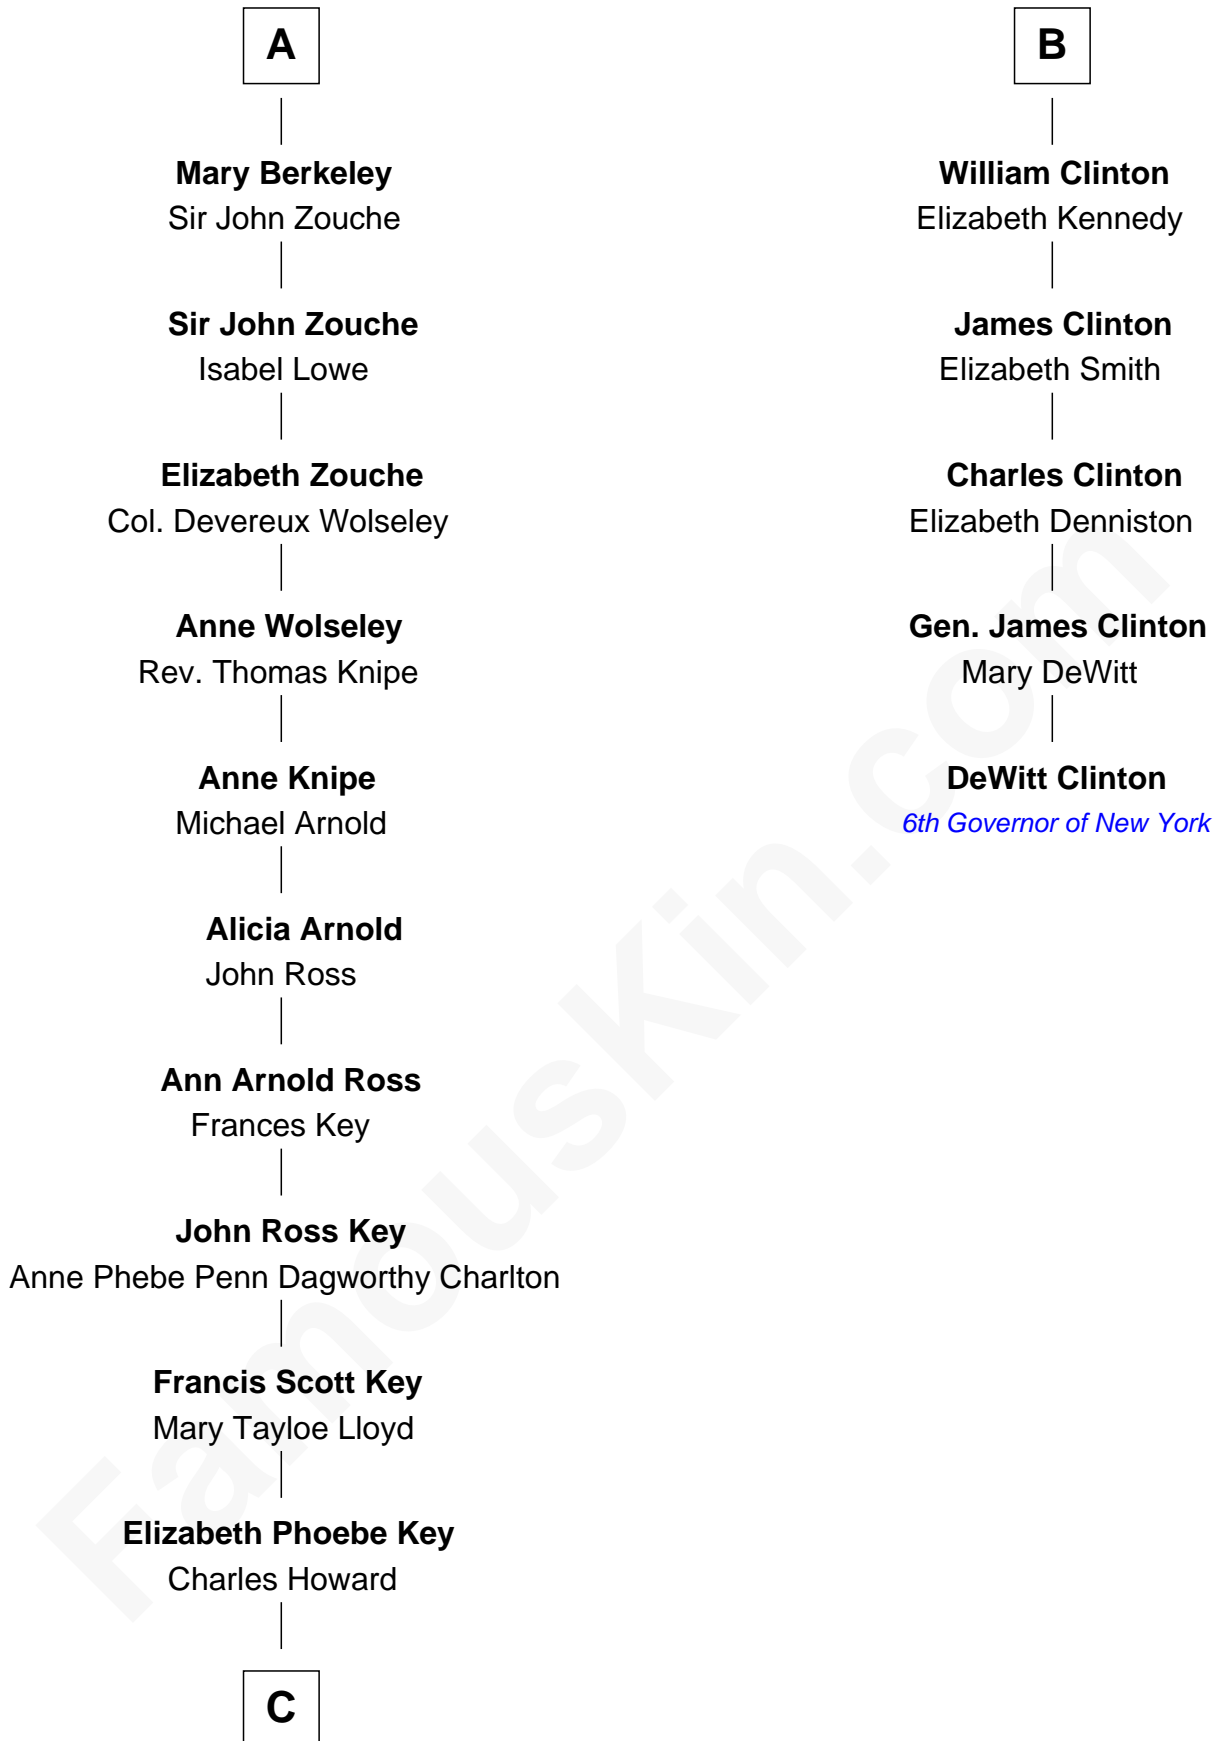 A
Mary Berkeley
Sir John Zouche
Sir John Zouche
Isabel Lowe
Elizabeth Zouche
Col. Devereux Wolseley
Anne Wolseley
Rev. Thomas Knipe
Anne Knipe
Michael Arnold
Alicia Arnold
John Ross
Ann Arnold Ross
Frances Key
John Ross Key
Anne Phebe Penn Dagworthy Charlton
Francis Scott Key
Mary Tayloe Lloyd
Elizabeth Phoebe Key
Charles Howard
C
B
William Clinton
Elizabeth Kennedy
James Clinton
Elizabeth Smith
Charles Clinton
Elizabeth Denniston
Gen. James Clinton
Mary DeWitt
DeWitt Clinton
6th Governor of New York
FamousKin.com